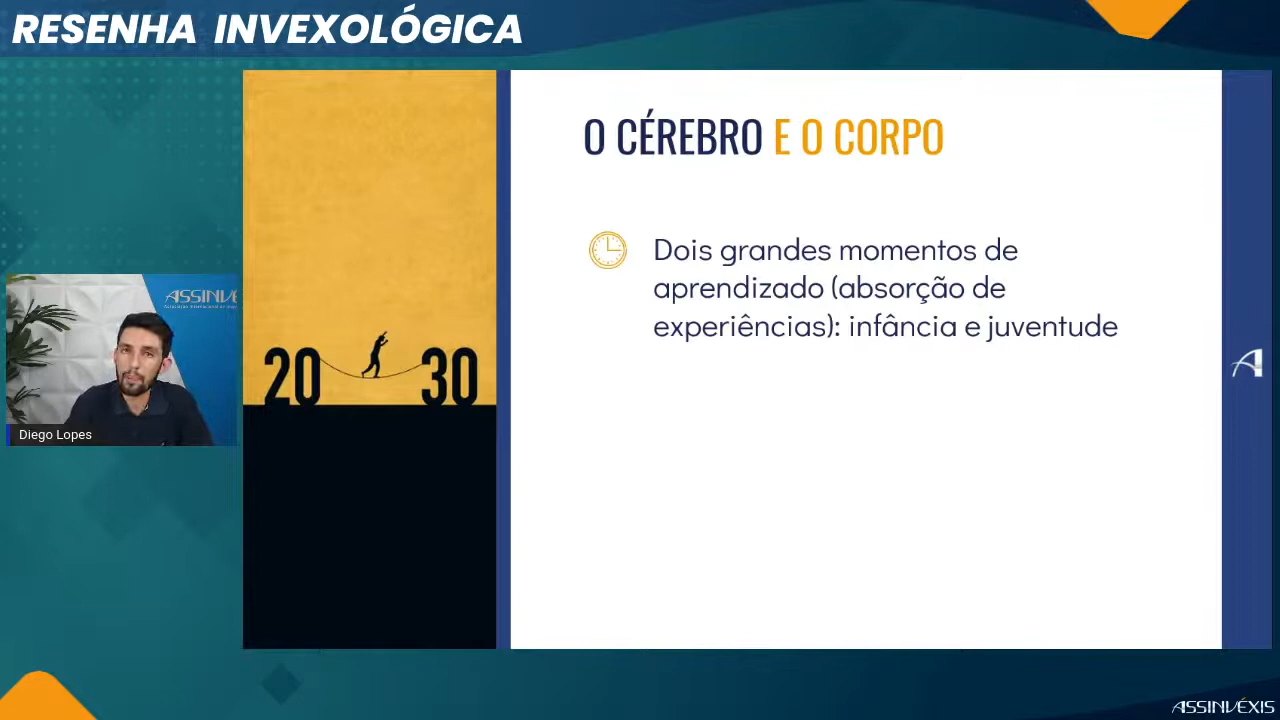 RESENHA INVEXOLÓGICA
O CÉREBRO E O CORPO
Dois grandes momentos de
aprendizado (absorção de
experiências): infância e juventude
20 30
ASSINVÉ
Diego Lopes
ASSINVÉXIS